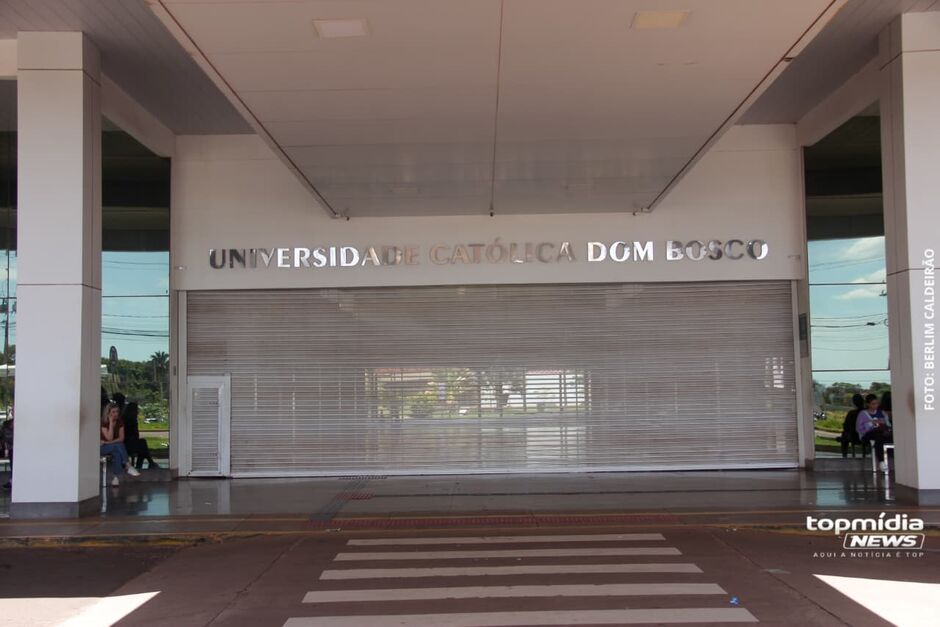 UNIVERSIDADE CATÓLICA DOM BOSCO
FOTO: BERLIM CALDEIRÃO
topmídia
NEWS
AQUI A NOTÍCIA É TOP